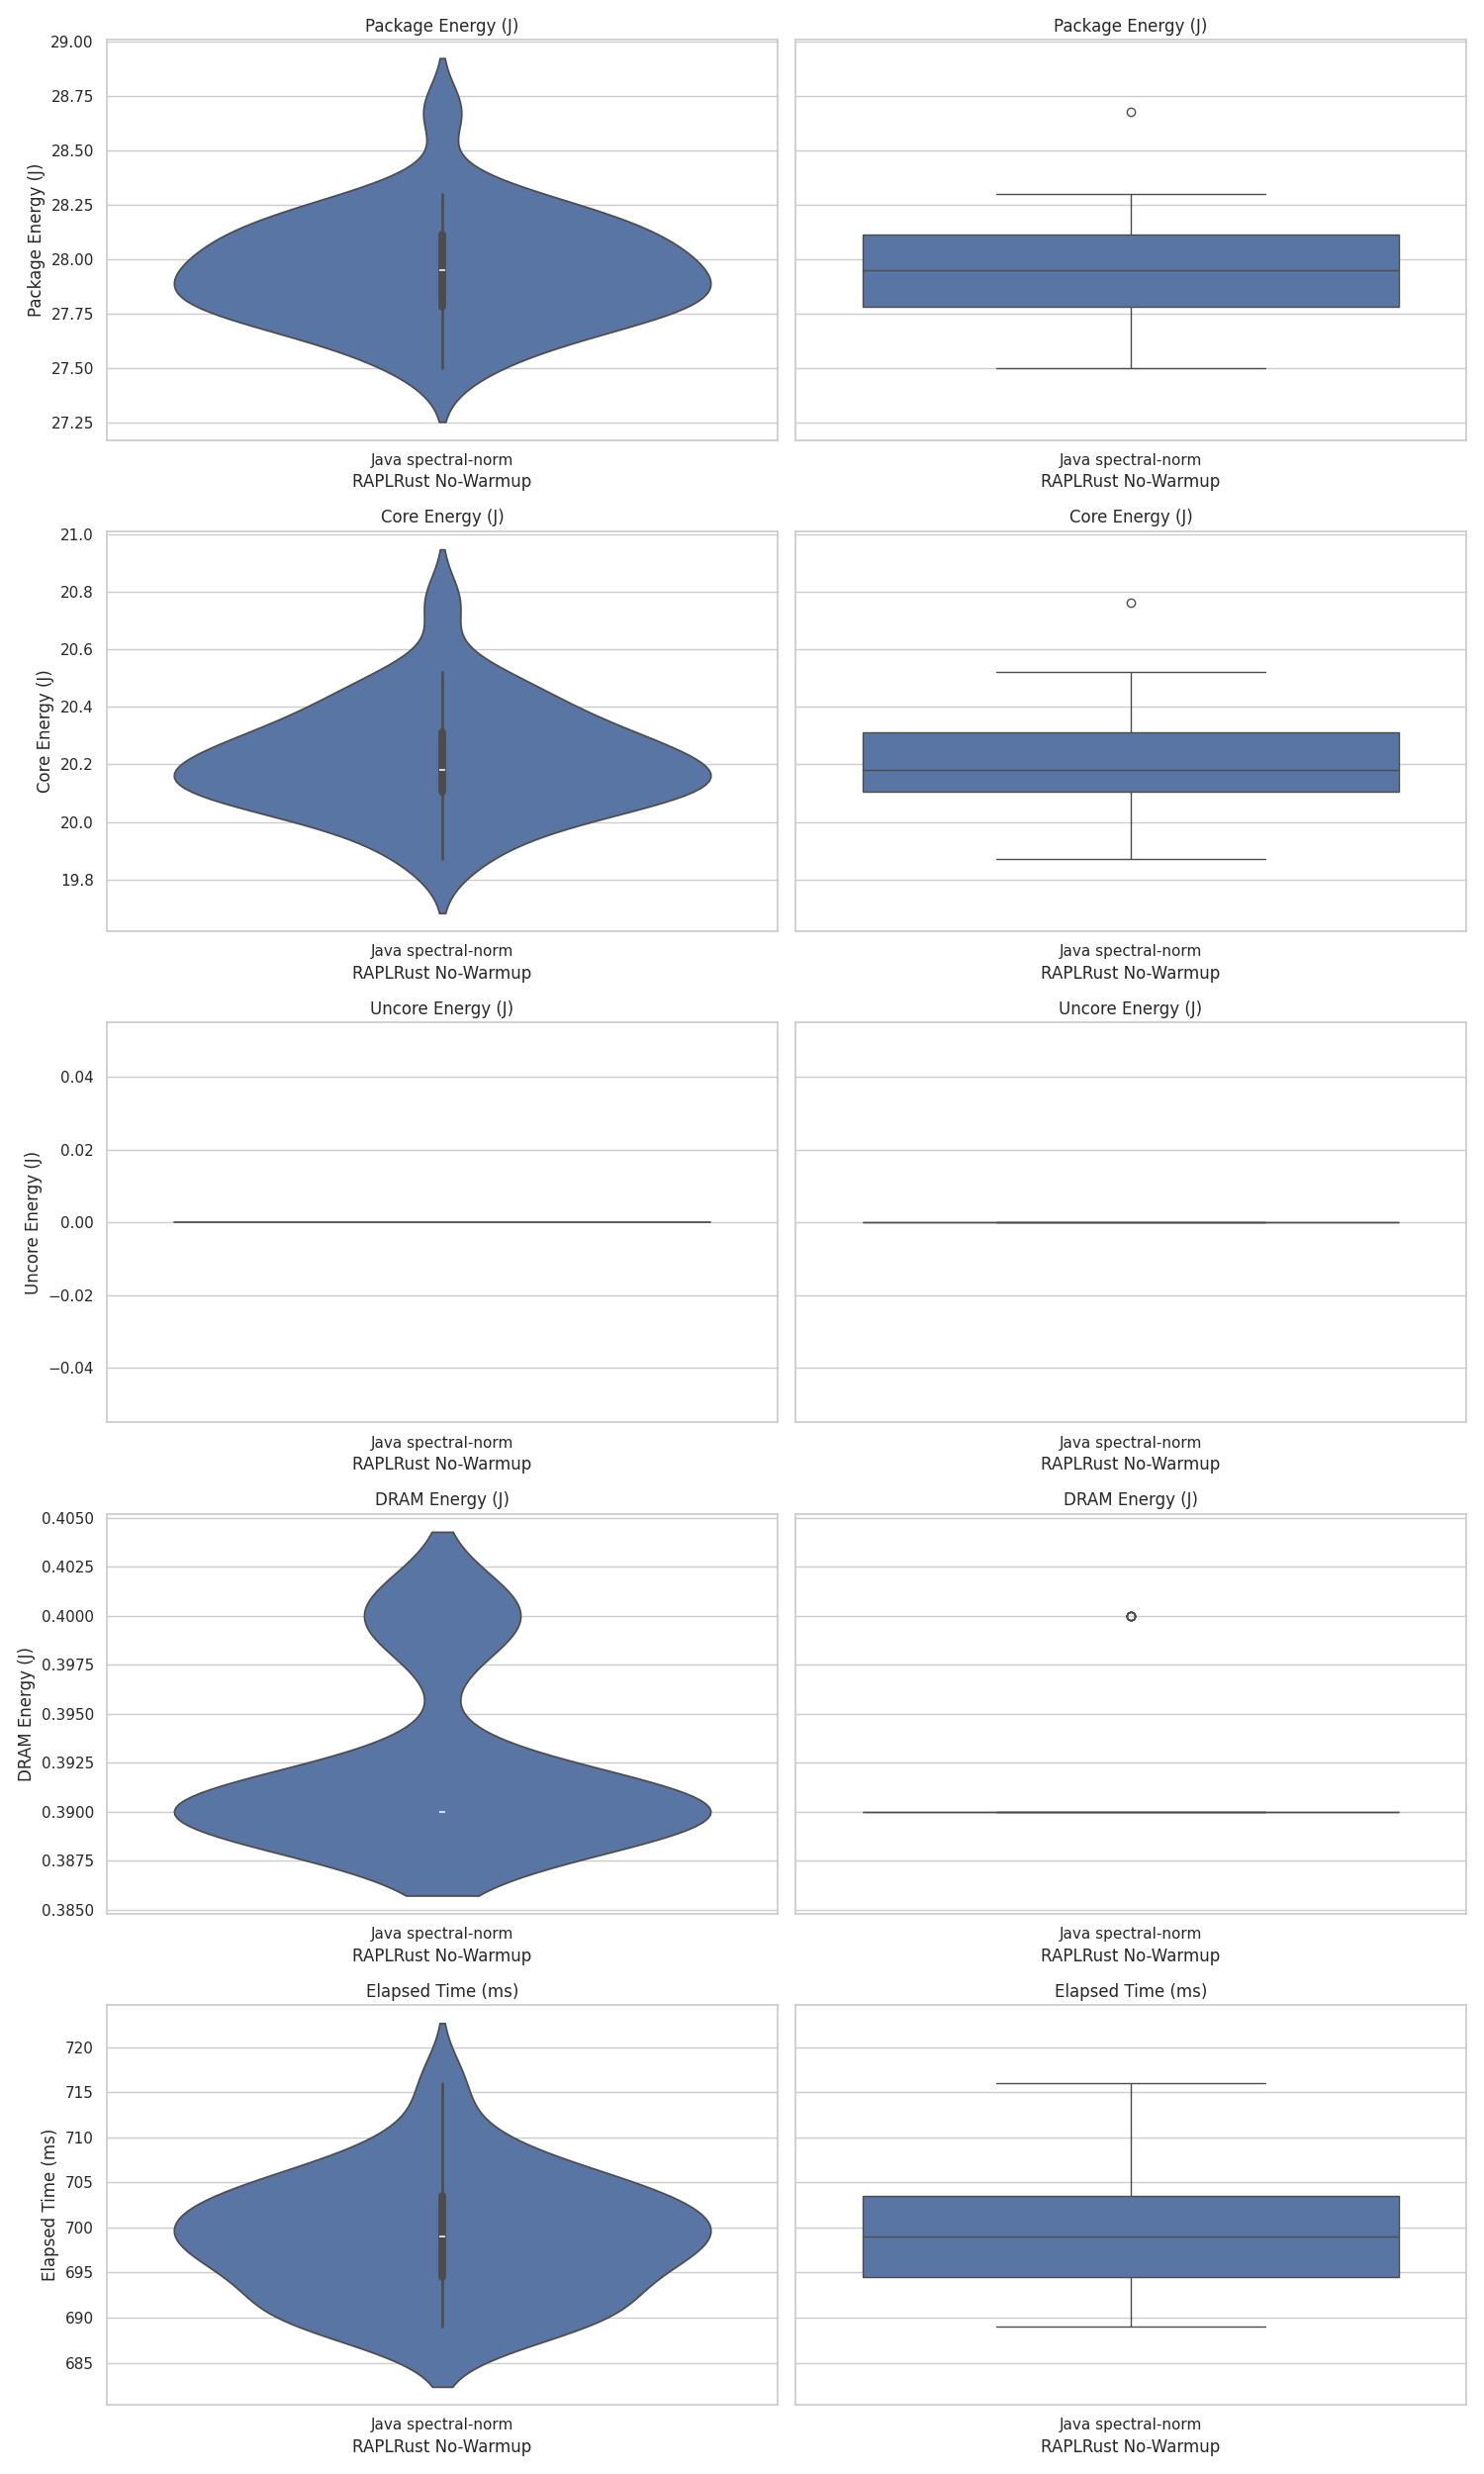 Package Energy (J)
Package Energy (J)
Package Energy (J)
29.00
28.75
28.50
28.25
28.00
27.75
27.50
27.25
Java spectral-norm
RAPLRust No-Warmup
Java spectral-norm
RAPLRust No-Warmup
Core Energy (J)
Core Energy (J)
Core Energy (J)
21.0
20.8
20.6
20.4
20.2
20.0
19.8
Java spectral-norm
RAPLRust No-Warmup
Java spectral-norm
RAPLRust No-Warmup
Uncore Energy (J)
Uncore Energy (J)
Uncore Energy (J)
0.04
0.02
0.00
−0.02
−0.04
Java spectral-norm
RAPLRust No-Warmup
Java spectral-norm
RAPLRust No-Warmup
DRAM Energy (J)
DRAM Energy (J)
DRAM Energy (J)
0.4050
0.4025
0.4000
0.3975
0.3950
0.3925
0.3900
0.3875
0.3850
Java spectral-norm
RAPLRust No-Warmup
Java spectral-norm
RAPLRust No-Warmup
Elapsed Time (ms)
Elapsed Time (ms)
Elapsed Time (ms)
720
715
710
705
700
695
690
685
Java spectral-norm
RAPLRust No-Warmup
Java spectral-norm
RAPLRust No-Warmup